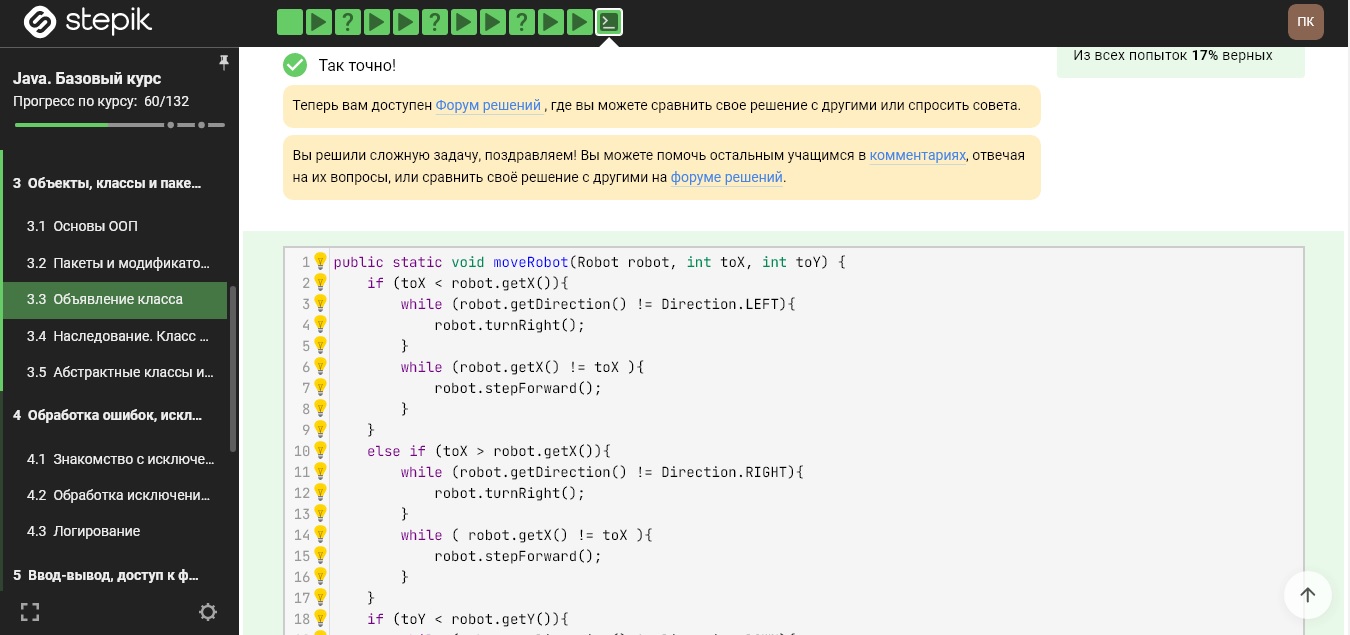 stepik
? ? ?
ПК
Java. Базовый курс
Прогресс по курсу: 60/132
3 Объекты, классы и паке...
3.1 Основы ООП
3.2 Пакеты и модификато...
3.3 Объявление класса
3.4 Наследование. Класс ...
3.5 Абстрактные классы и...
4 Обработка ошибок, искл...
4.1 Знакомство с исключе...
4.2 Обработка исключени...
4.3 Логирование
5 Ввод-вывод, доступ к ф...
Так точно!
Из всех попыток 17% верных
Теперь вам доступен Форум решений , где вы можете сравнить свое решение с другими или спросить совета.
Вы решили сложную задачу, поздравляем! Вы можете помочь остальным учащимся в комментариях, отвечая
на их вопросы, или сравнить своё решение с другими на форуме решений.
1 public static void moveRobot(Robot robot, int toX, int toY) {
2 if (toX < robot.getX()){
3 while (robot.getDirection() != Direction.LEFT){
4 robot.turnRight();
5 }
6 while (robot.getX() != toX ){
7 robot.stepForward();
8 }
9 }
10 else if (toX > robot.getX()){
11 while (robot.getDirection() != Direction.RIGHT){
12 robot.turnRight();
13 }
14 while ( robot.getX() != toX ){
15 robot.stepForward();
16 }
17 }
18 if (toY < robot.getY()){